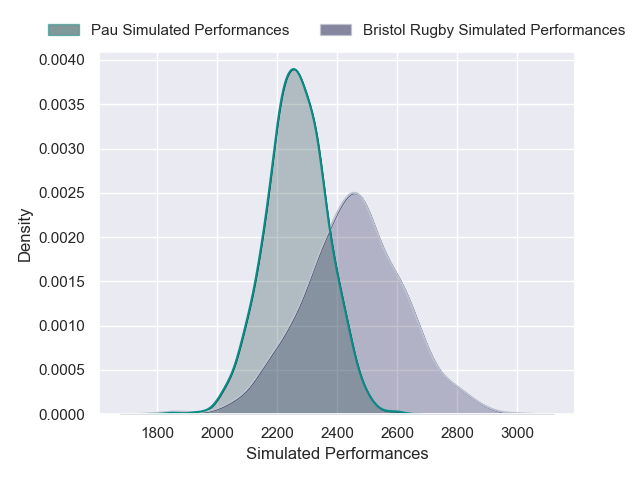 Pau Simulated Performances Bristol Rugby Simulated Performances
0.0040
0.0035
0.0030
0.0025
0.0020
0.0015
0.0010
0.0005
0.0000
Density
1800 2000 2200 2400 2600 2800 3000
Simulated Performances